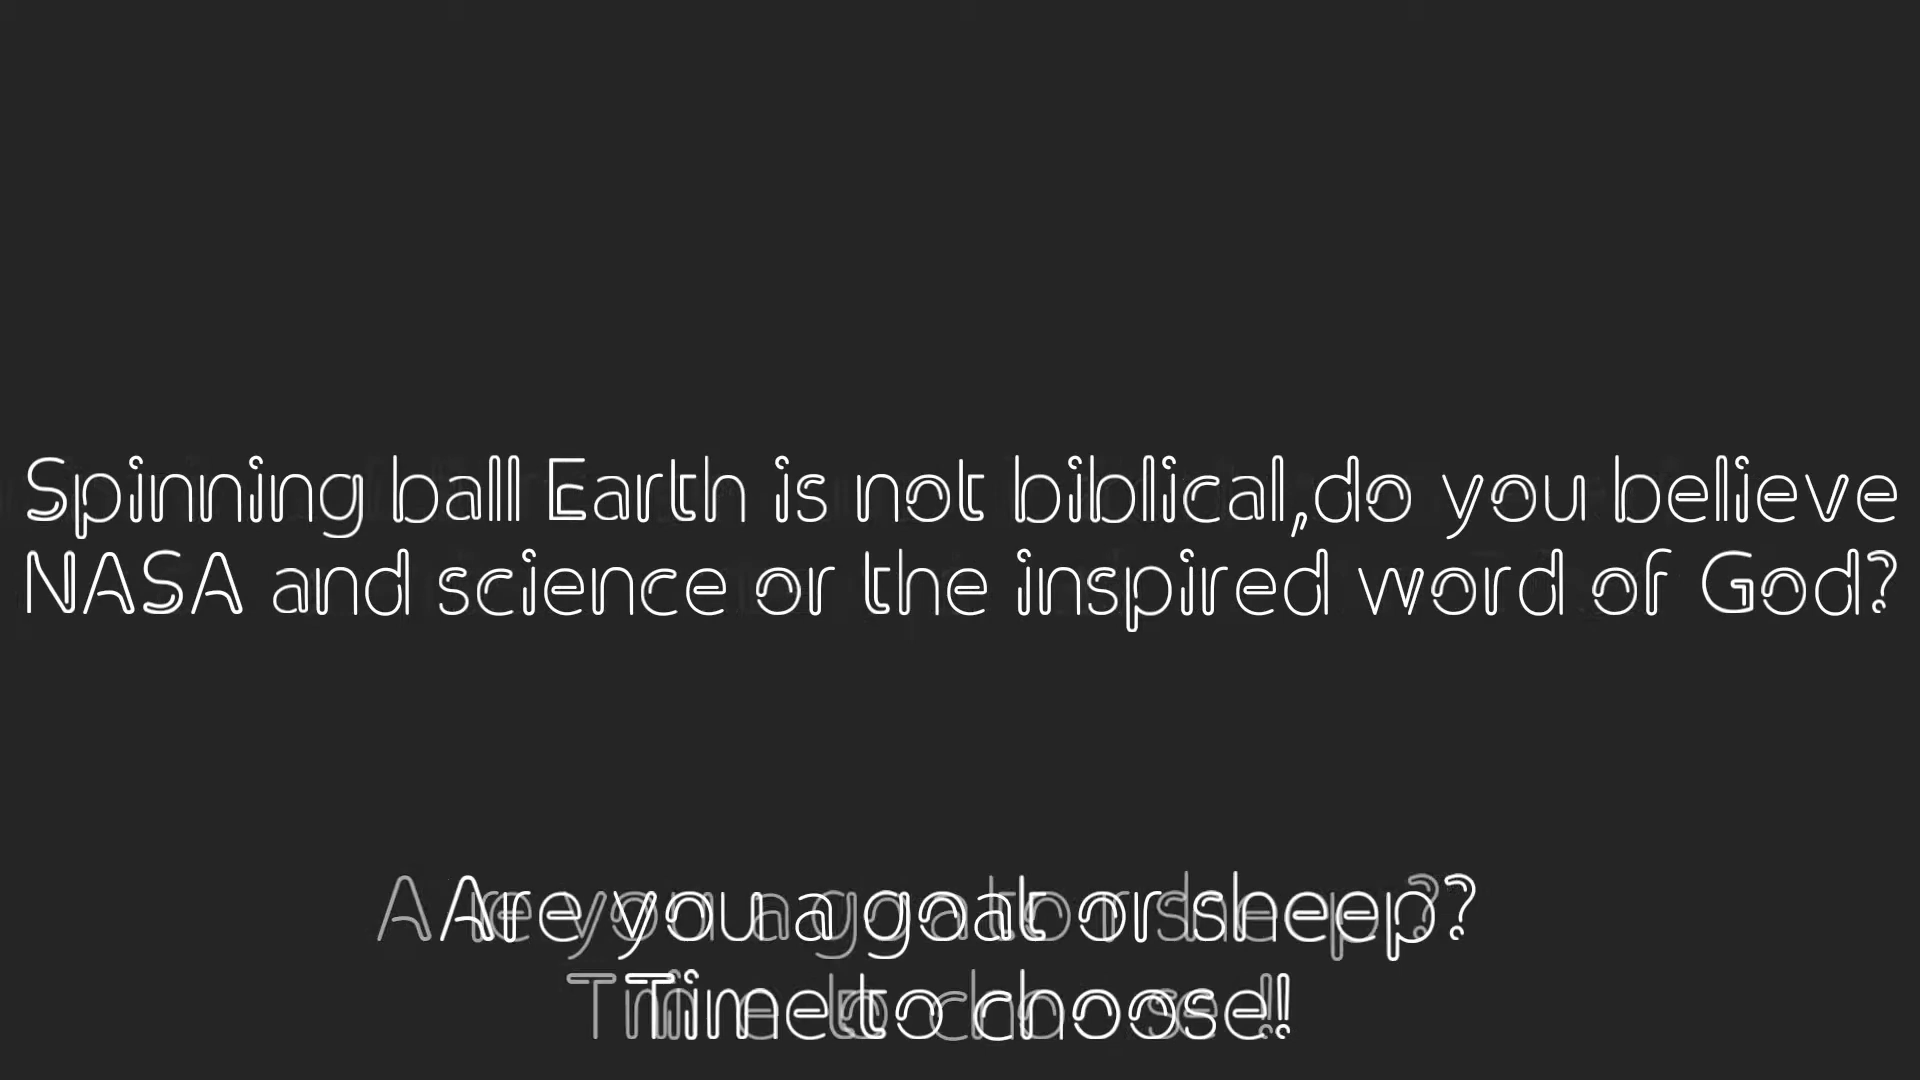 Spinning ball Earth is not biblical,do you believe
NASA and science or the inspired word of God?
Are you a goat or sheep?
Time to choose!